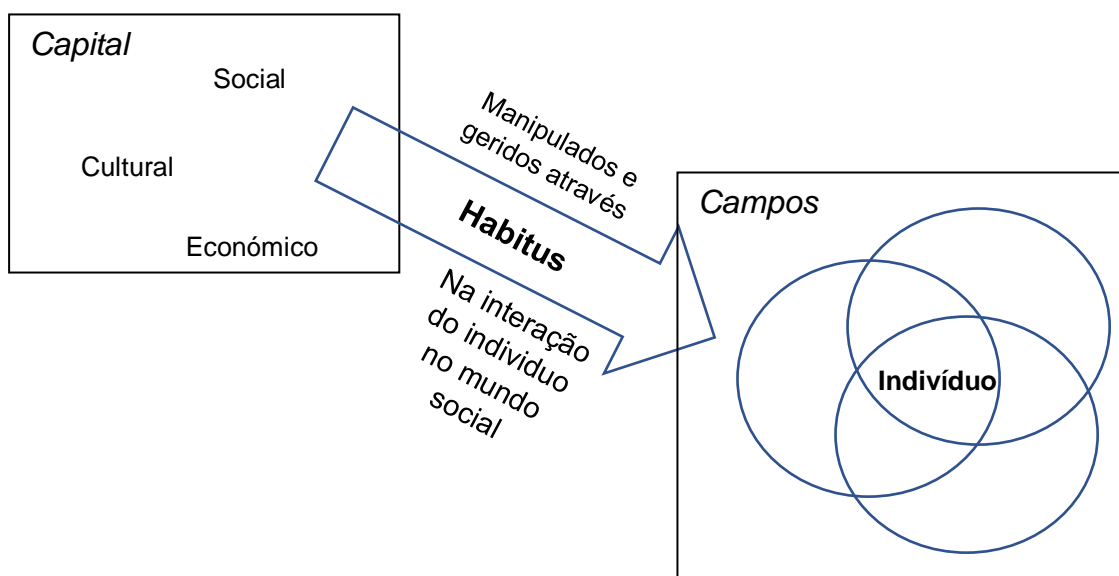 Capital
Social
Cultural
Económico
Manipulados e
geridos através
Habitus
Na interação
do individuo
no mundo
social
Campos
Indivíduo